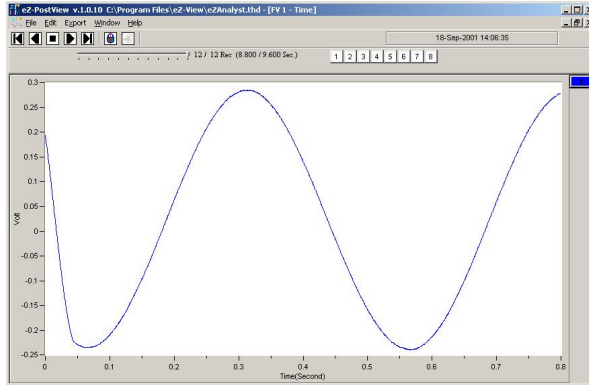 eZ-PostView v.1.0.10 C:\Program Files\eZ-View\eZAnalyst.thd - [FV 1 - Time]
File Edit Export Window Help
18-Sep-2001 14:06:35
12 / 12 Rec (8.800 / 9.600 Sec.) 1 2 3 4 5 6 7 8
0.3
0.25
0.2
0.15
0.1
0.05
0
-0.05
-0.1
-0.15
-0.2
-0.25
Volt
0 0.1 0.2 0.3 0.4 0.5 0.6 0.7 0.8
Time(Second)